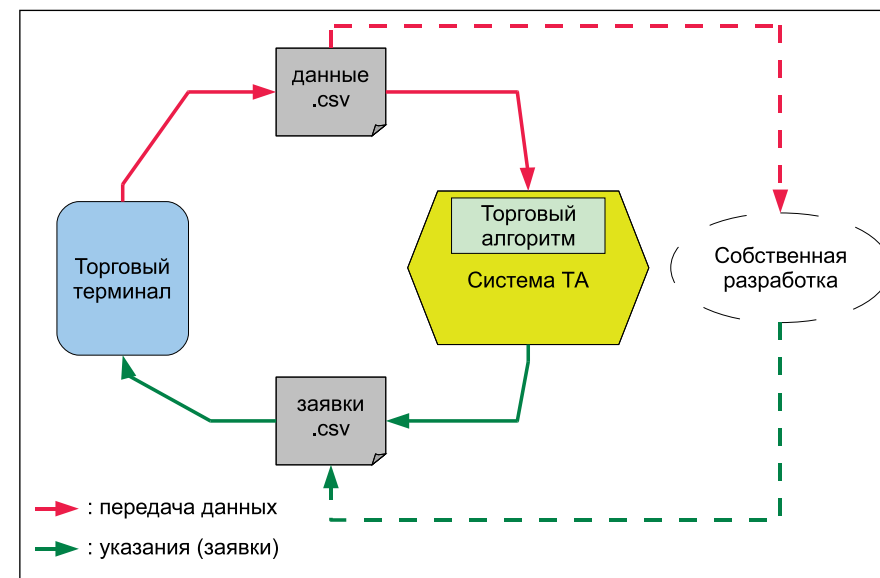 данные
.csv
Торговый
алгоритм
Система ТА
Торговый
терминал
Собственная
разработка
заявки
.csv
: передача данных
: указания (заявки)